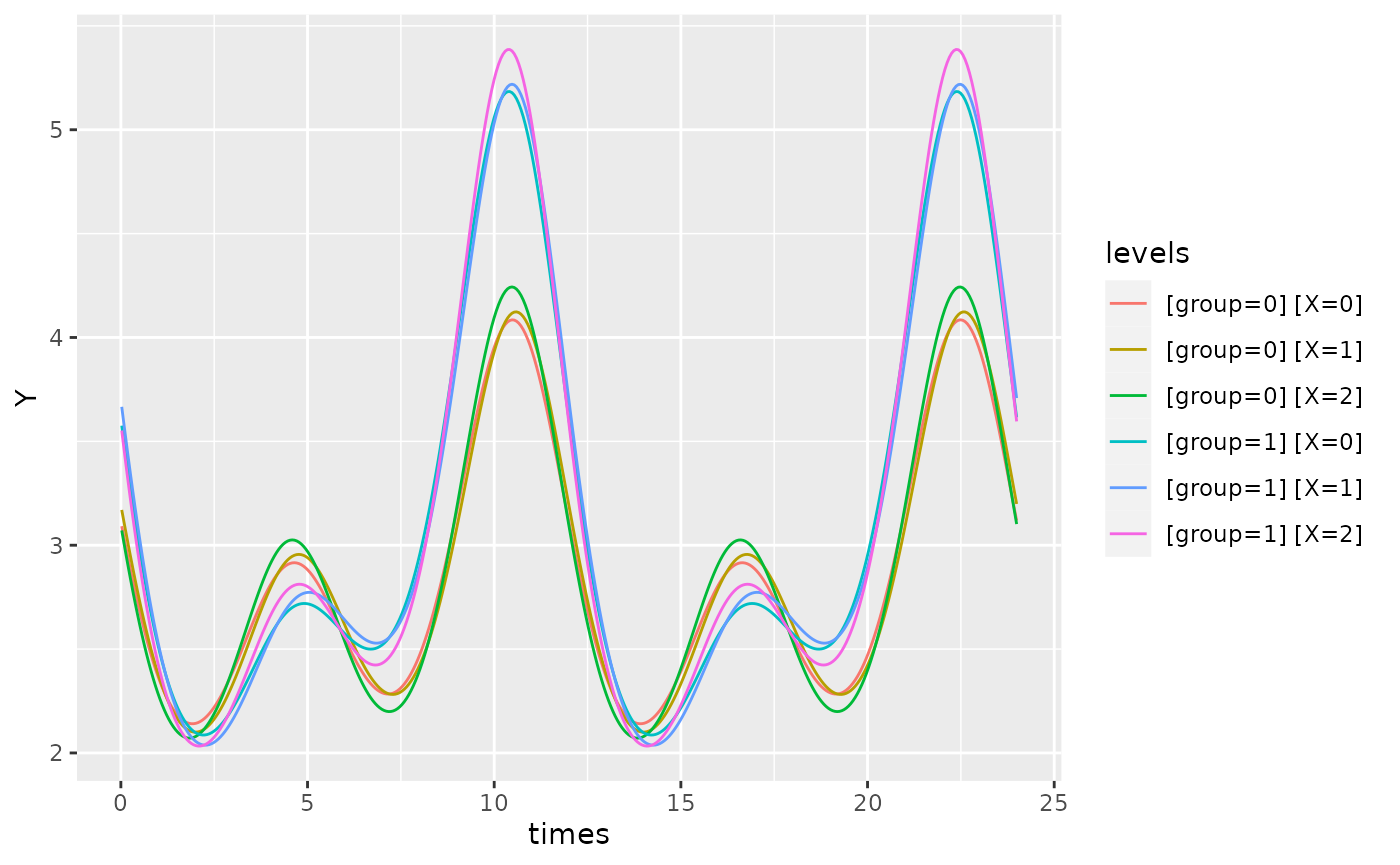 5
4
3
2
Y
0 5 10 15 20 25
times
levels
[group=0] [X=0]
[group=0] [X=1]
[group=0] [X=2]
[group=1] [X=0]
[group=1] [X=1]
[group=1] [X=2]